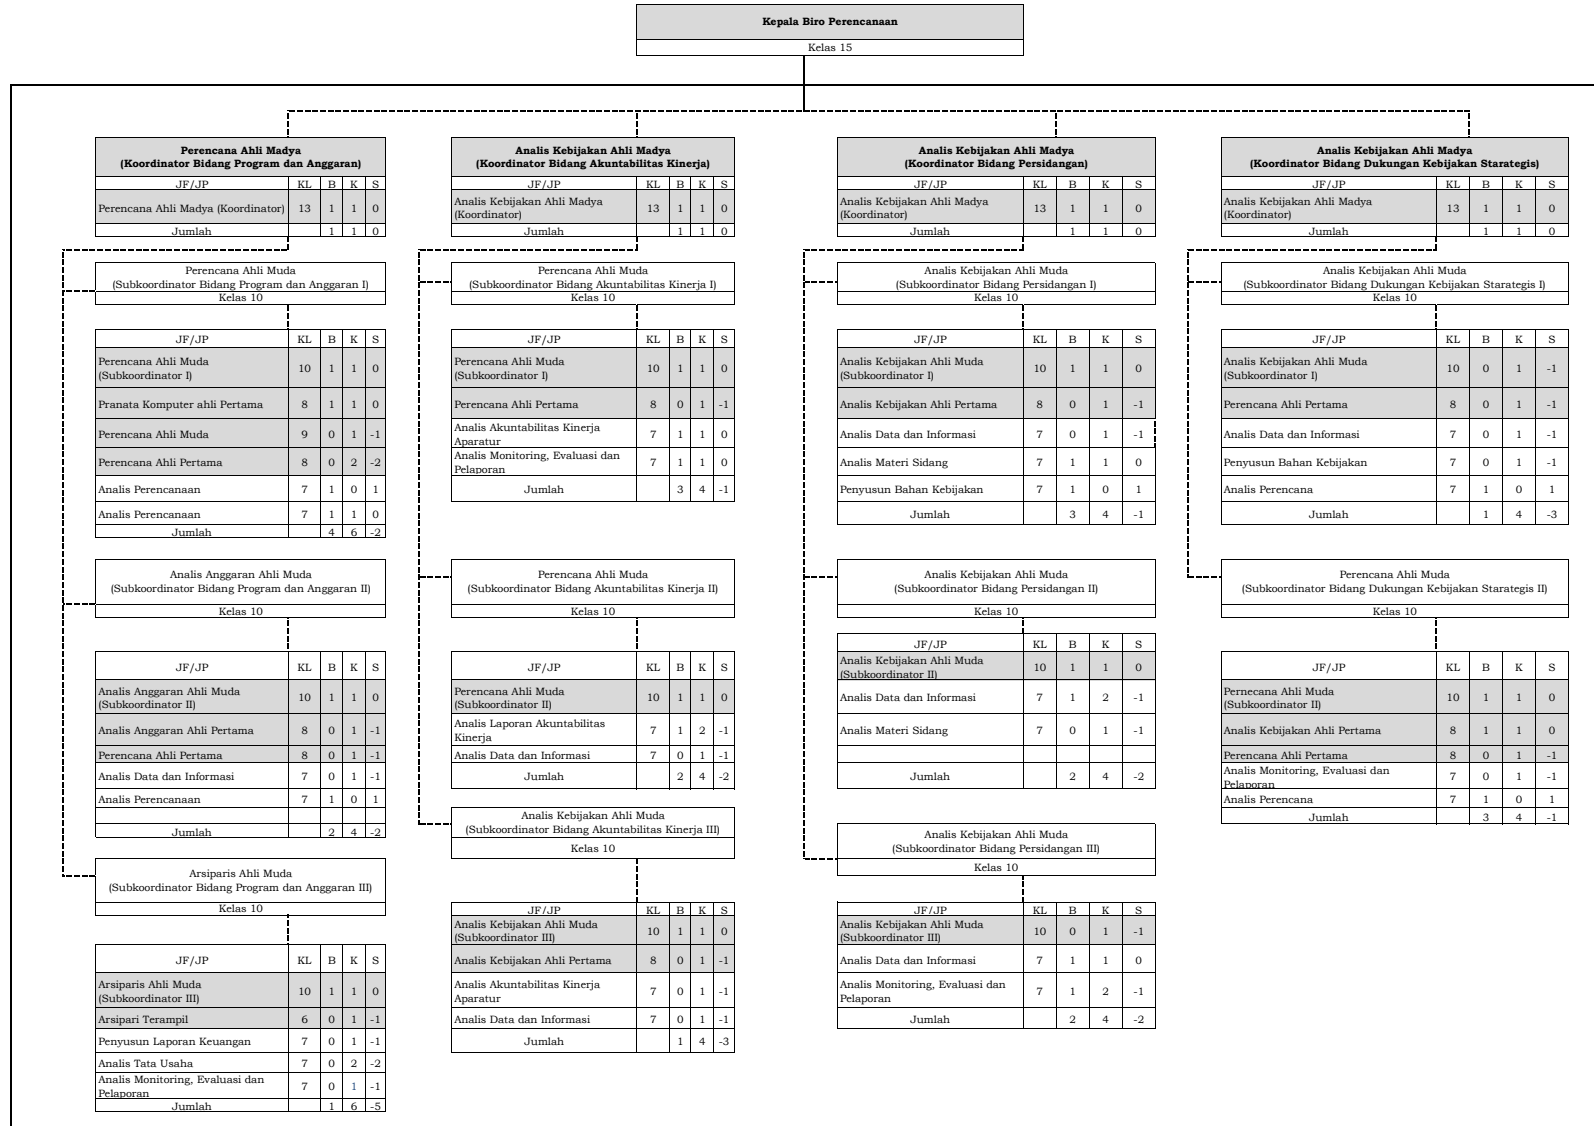 Kepala Biro Perencanaan
Kelas 15
Perencana Ahli Madya
(Koordinator Bidang Program dan Anggaran)
JF/JP KL B K S
Perencana Ahli Madya (Koordinator) 13 1 1 0
Jumlah 1 1 0
Perencana Ahli Muda
(Subkoordinator Bidang Program dan Anggaran I)
Kelas 10
JF/JP KL B K S
Perencana Ahli Muda
(Subkoordinator I) 10 1 1 0
Pranata Komputer ahli Pertama 8 1 1 0
Perencana Ahli Muda 9 0 1 -1
Perencana Ahli Pertama 8 0 2 -2
Analis Perencanaan 7 1 0 1
Analis Perencanaan 7 1 1 0
Jumlah 4 6 -2
Analis Anggaran Ahli Muda
(Subkoordinator Bidang Program dan Anggaran II)
Kelas 10
JF/JP KL B K S
Analis Anggaran Ahli Muda
(Subkoordinator II) 10 1 1 0
Analis Anggaran Ahli Pertama 8 0 1 -1
Perencana Ahli Pertama 8 0 1 -1
Analis Data dan Informasi 7 0 1 -1
Analis Perencanaan 7 1 0 1
Jumlah 2 4 -2
Arsiparis Ahli Muda
(Subkoordinator Bidang Program dan Anggaran III)
Kelas 10
JF/JP KL B K S
Arsiparis Ahli Muda
(Subkoordinator III) 10 1 1 0
Arsipari Terampil 6 0 1 -1
Penyusun Laporan Keuangan 7 0 1 -1
Analis Tata Usaha 7 0 2 -2
Analis Monitoring, Evaluasi dan
Pelaporan 7 0 1 -1
Jumlah 1 6 -5
Analis Kebijakan Ahli Madya
(Koordinator Bidang Akuntabilitas Kinerja)
JF/JP KL B K S
Analis Kebijakan Ahli Madya
(Koordinator) 13 1 1 0
Jumlah 1 1 0
Perencana Ahli Muda
(Subkoordinator Bidang Akuntabilitas Kinerja I)
Kelas 10
JF/JP KL B K S
Perencana Ahli Muda
(Subkoordinator I) 10 1 1 0
Perencana Ahli Pertama 8 0 1 -1
Analis Akuntabilitas Kinerja
Aparatur 7 1 1 0
Analis Monitoring, Evaluasi dan
Pelaporan 7 1 1 0
Jumlah 3 4 -1
Perencana Ahli Muda
(Subkoordinator Bidang Akuntabilitas Kinerja II)
Kelas 10
JF/JP KL B K S
Perencana Ahli Muda
(Subkoordinator II) 10 1 1 0
Analis Laporan Akuntabilitas
Kinerja 7 1 2 -1
Analis Data dan Informasi 7 0 1 -1
Jumlah 2 4 -2
Analis Kebijakan Ahli Muda
(Subkoordinator Bidang Akuntabilitas Kinerja III)
Kelas 10
JF/JP KL B K S
Analis Kebijakan Ahli Muda
(Subkoordinator III) 10 1 1 0
Analis Kebijakan Ahli Pertama 8 0 1 -1
Analis Akuntabilitas Kinerja
Aparatur 7 0 1 -1
Analis Data dan Informasi 7 0 1 -1
Jumlah 1 4 -3
Analis Kebijakan Ahli Madya
(Koordinator Bidang Persidangan)
JF/JP KL B K S
Analis Kebijakan Ahli Madya
(Koordinator) 13 1 1 0
Jumlah 1 1 0
Analis Kebijakan Ahli Muda
(Subkoordinator Bidang Persidangan I)
Kelas 10
JF/JP KL B K S
Analis Kebijakan Ahli Muda
(Subkoordinator I) 10 1 1 0
Analis Kebijakan Ahli Pertama 8 0 1 -1
Analis Data dan Informasi 7 0 1 -1
Analis Materi Sidang 7 1 1 0
Penyusun Bahan Kebijakan 7 1 0 1
Jumlah 3 4 -1
Analis Kebijakan Ahli Muda
(Subkoordinator Bidang Persidangan II)
Kelas 10
JF/JP KL B K S
Analis Kebijakan Ahli Muda
(Subkoordinator II) 10 1 1 0
Analis Data dan Informasi 7 1 2 -1
Analis Materi Sidang 7 0 1 -1
Jumlah 2 4 -2
Analis Kebijakan Ahli Muda
(Subkoordinator Bidang Persidangan III)
Kelas 10
JF/JP KL B K S
Analis Kebijakan Ahli Muda
(Subkoordinator III) 10 0 1 -1
Analis Data dan Informasi 7 1 1 0
Analis Monitoring, Evaluasi dan
Pelaporan 7 1 2 -1
Jumlah 2 4 -2
Analis Kebijakan Ahli Madya
(Koordinator Bidang Dukungan Kebijakan Starategis)
JF/JP KL B K S
Analis Kebijakan Ahli Madya
(Koordinator) 13 1 1 0
Jumlah 1 1 0
Analis Kebijakan Ahli Muda
(Subkoordinator Bidang Dukungan Kebijakan Starategis I)
Kelas 10
JF/JP KL B K S
Analis Kebijakan Ahli Muda
(Subkoordinator I) 10 0 1 -1
Perencana Ahli Pertama 8 0 1 -1
Analis Data dan Informasi 7 0 1 -1
Penyusun Bahan Kebijakan 7 0 1 -1
Analis Perencana 7 1 0 1
Jumlah 1 4 -3
Perencana Ahli Muda
(Subkoordinator Bidang Dukungan Kebijakan Starategis II)
Kelas 10
JF/JP KL B K S
Pernecana Ahli Muda
(Subkoordinator II) 10 1 1 0
Analis Kebijakan Ahli Pertama 8 1 1 0
Perencana Ahli Pertama 8 0 1 -1
Analis Monitoring, Evaluasi dan
Pelaporan 7 0 1 -1
Analis Perencana 7 1 0 1
Jumlah 3 4 -1